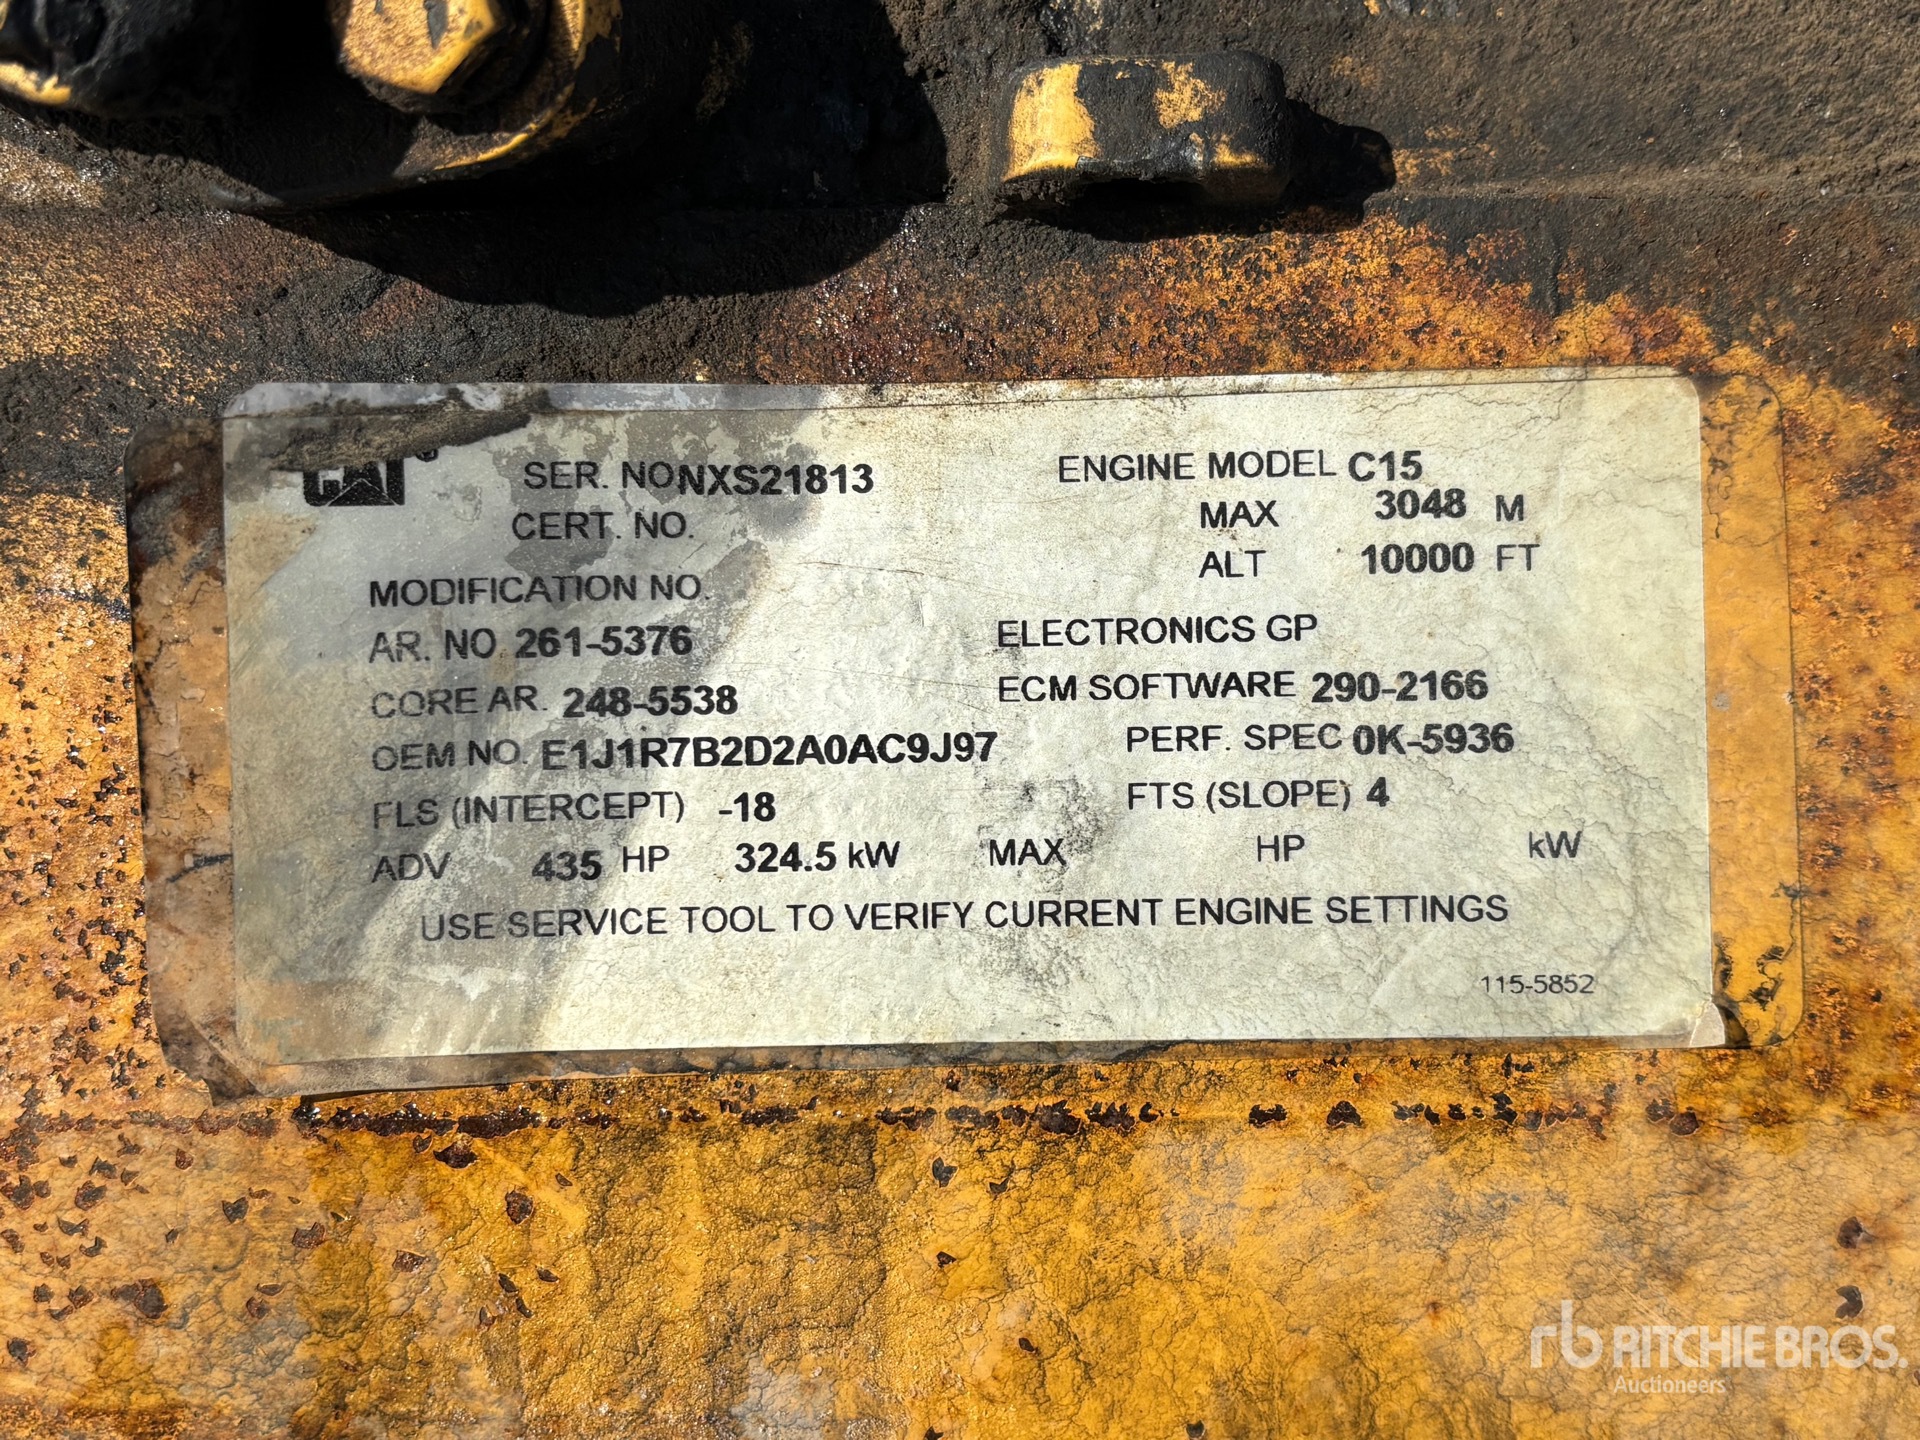 CAT®
SER. NO NXS21813
ENGINE MODEL C15
CERT. NO.
MAX 3048 M
ALT 10000 FT
MODIFICATION NO.
AR. NO 261-5376
ELECTRONICS GP
CORE AR. 248-5538
ECM SOFTWARE 290-2166
OEM NO. E1J1R7B2D2A0AC9J97
PERF. SPEC 0K-5936
FLS (INTERCEPT) -18
FTS (SLOPE) 4
ADV 435 HP 324.5 kW MAX HP kW
USE SERVICE TOOL TO VERIFY CURRENT ENGINE SETTINGS
115-5852
rb RITCHIE BROS.
Auctioneers